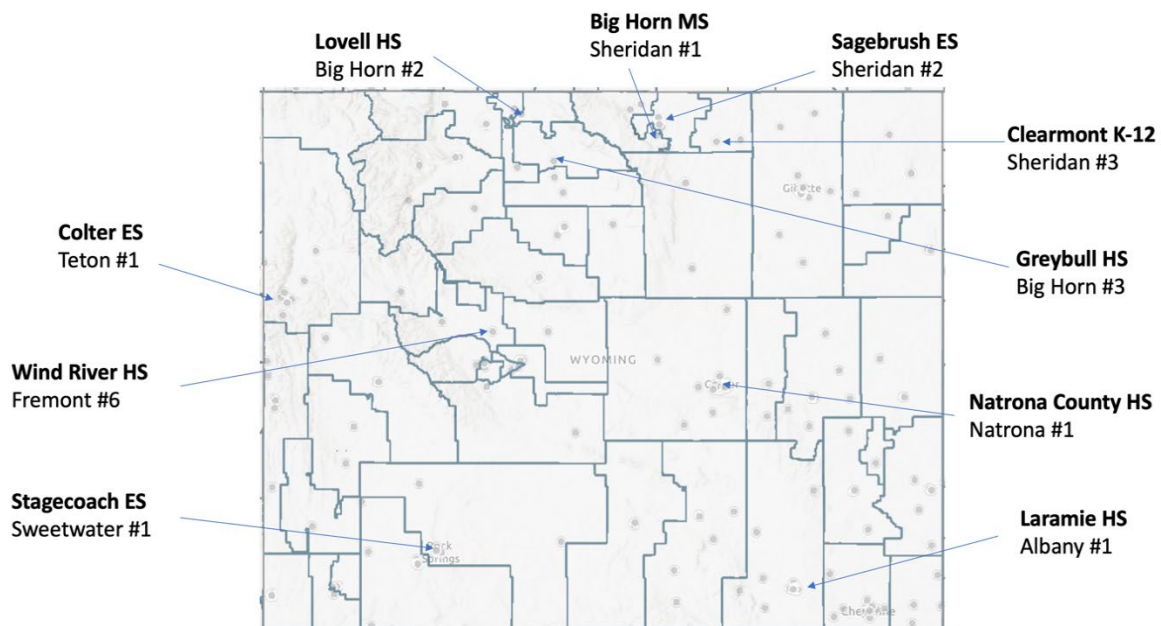 Big Horn MS
Sheridan #1
Lovell HS
Big Horn #2
Sagebrush ES
Sheridan #2
Clearmont K-12
Sheridan #3
Gillette
Colter ES
Teton #1
Greybull HS
Big Horn #3
WYOMING
Wind River HS
Fremont #6
Casper
Natrona County HS
Natrona #1
Stagecoach ES
Sweetwater #1
Rock
Springs
Laramie HS
Albany #1
Cheyenne